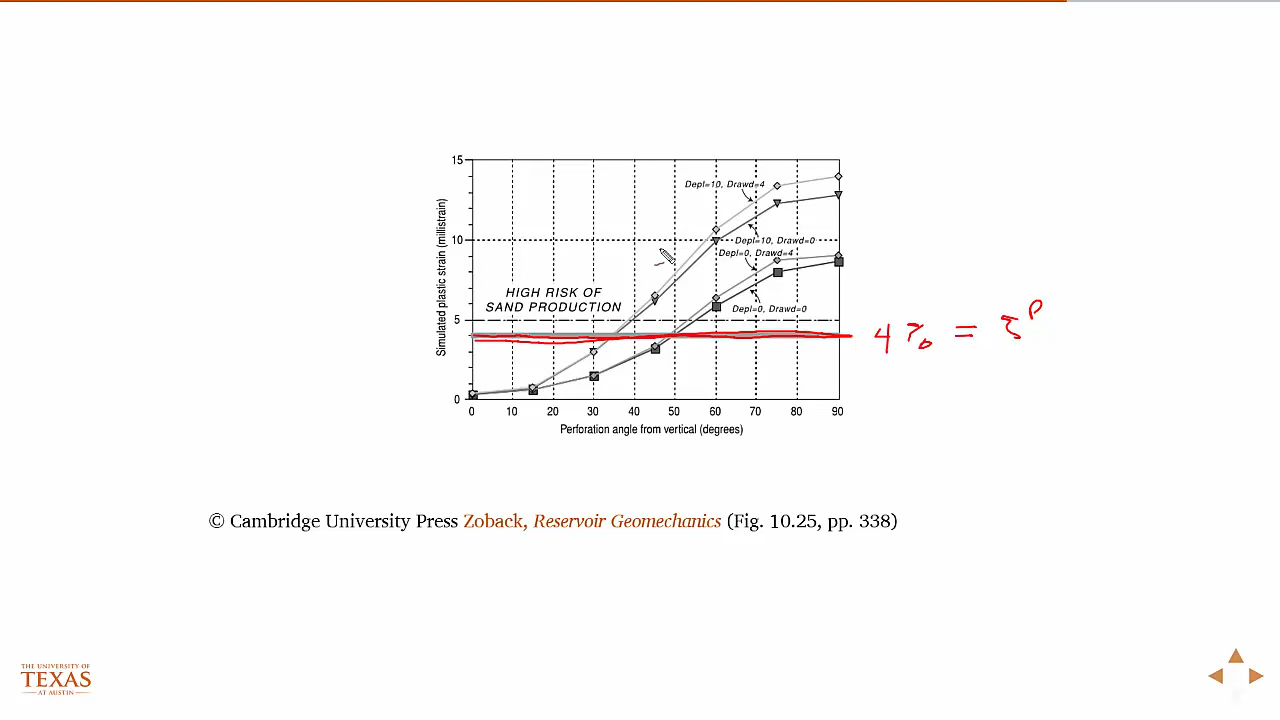 15
Depl=10, Drawd=4
10
Depl=10, Drawd=0
Depl=0, Drawd=4
HIGH RISK OF
SAND PRODUCTION
Depl=0, Drawd=0
5
4% = ε^p
0
Simulated plastic strain (millistrain)
0 10 20 30 40 50 60 70 80 90
Perforation angle from vertical (degrees)
© Cambridge University Press Zoback, Reservoir Geomechanics (Fig. 10.25, pp. 338)
THE UNIVERSITY OF
TEXAS
AT AUSTIN